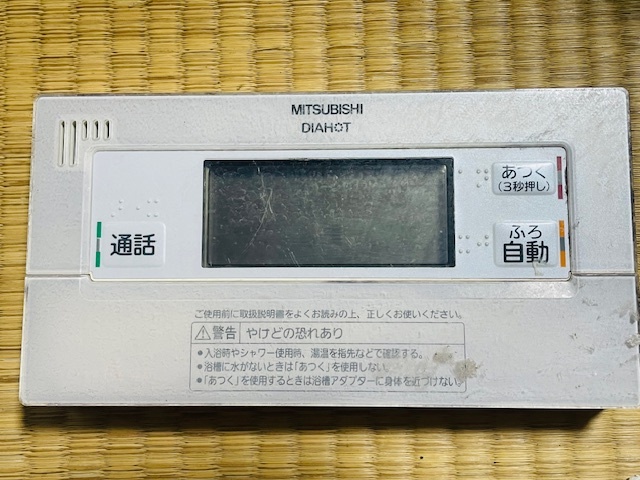 MITSUBISHI
DIAHOT
あつく
(3秒押し)
通話
ふろ
自動
ご使用前に取扱説明書をよくお読みの上、正しくお使いください。
⚠警告 やけどの恐れあり
●入浴時やシャワー使用時、湯温を指先などで確認する。
●浴槽に水がないときは「あつく」を使用しない。
●「あつく」を使用するときは浴槽アダプターに身体を近づけない。